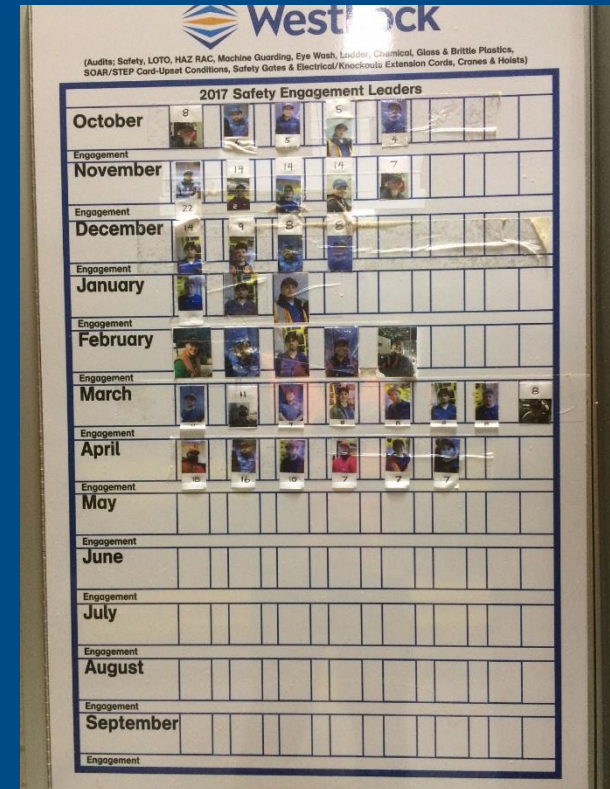 WestRock
(Audits; Safety, LOTO, HAZ RAC, Machine Guarding, Eye Wash, Ladder, Chemical, Glass & Brittle Plastics,
SOAR/STEP Card-Upset Conditions, Safety Gates & Electrical/Knockouts Extension Cords, Cranes & Hoists)
2017 Safety Engagement Leaders
8 5
October
5 4
Engagement
14 14 7
November
22
Engagement
December 14 9 8 8
Engagement
January
Engagement
February
Engagement
March 11 8
Engagement
April
16 10 7 7 7
Engagement
May
Engagement
June
Engagement
July
Engagement
August
Engagement
September
Engagement